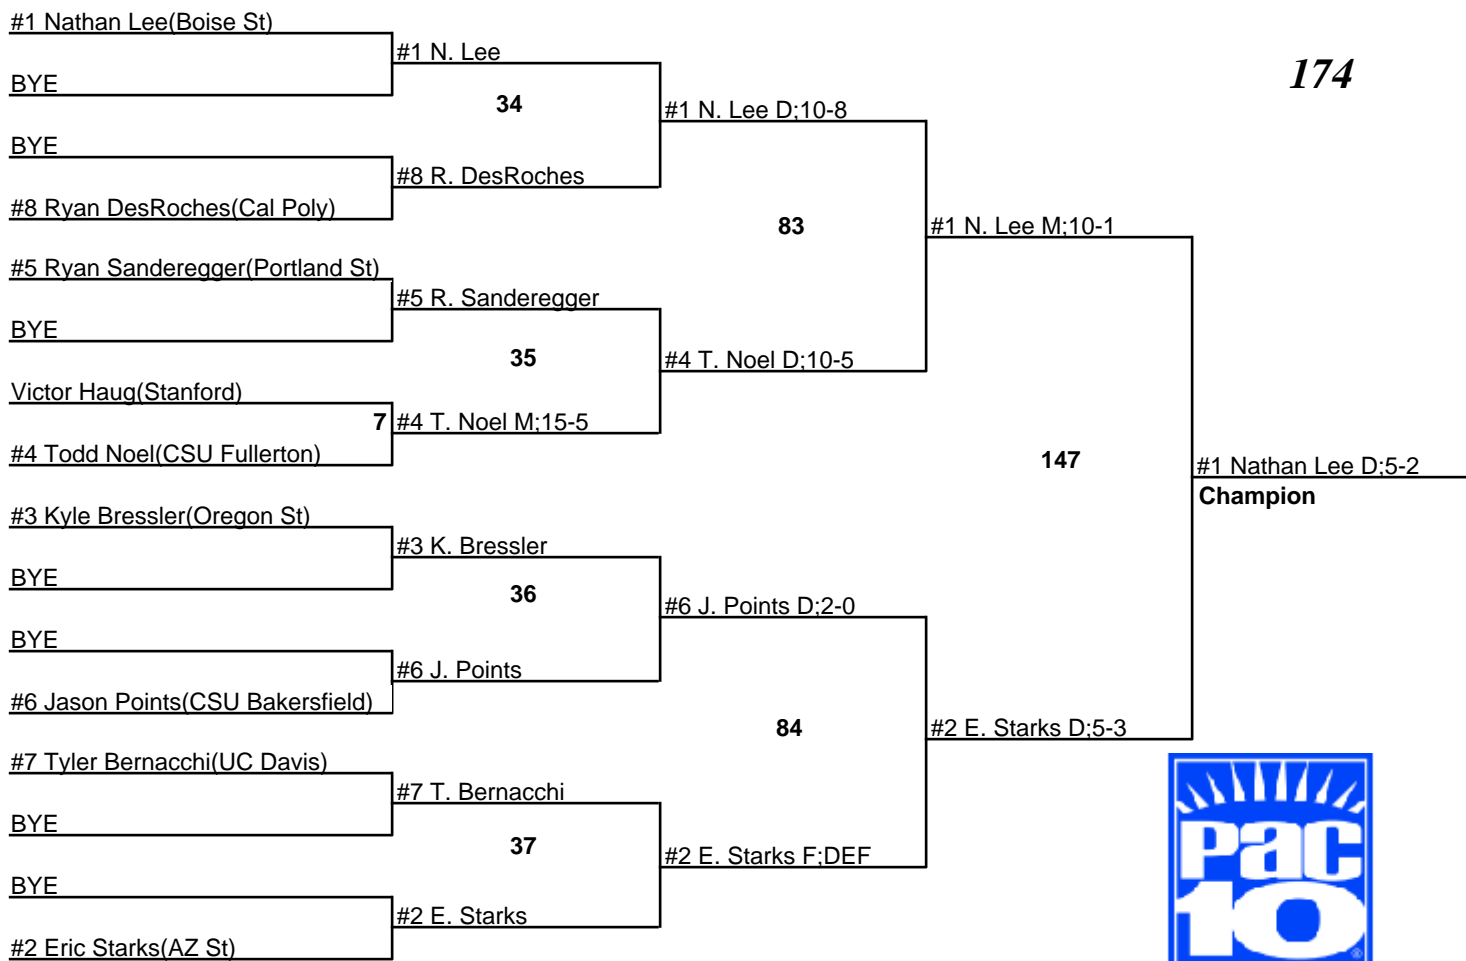 #1 Nathan Lee(Boise St)
#1 N. Lee
174
BYE
34
#1 N. Lee D;10-8
BYE
#8 R. DesRoches
#8 Ryan DesRoches(Cal Poly)
83
#1 N. Lee M;10-1
#5 Ryan Sanderegger(Portland St)
#5 R. Sanderegger
BYE
35
#4 T. Noel D;10-5
Victor Haug(Stanford)
7
#4 T. Noel M;15-5
#4 Todd Noel(CSU Fullerton)
147
#1 Nathan Lee D;5-2
Champion
#3 Kyle Bressler(Oregon St)
#3 K. Bressler
BYE
36
#6 J. Points D;2-0
BYE
#6 J. Points
#6 Jason Points(CSU Bakersfield)
84
#2 E. Starks D;5-3
#7 Tyler Bernacchi(UC Davis)
#7 T. Bernacchi
BYE
37
#2 E. Starks F;DEF
BYE
#2 E. Starks
#2 Eric Starks(AZ St)
Pac
10
®